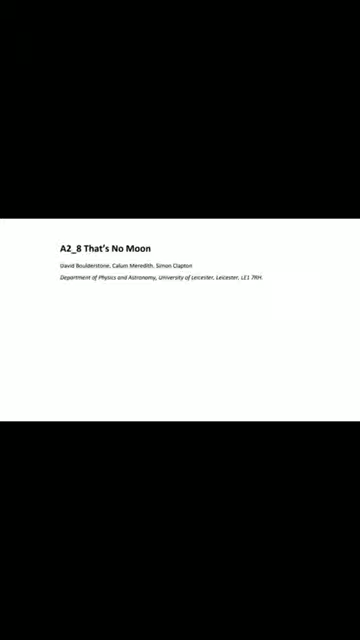 A2_8 That's No Moon
David Boulderstone, Calum Meredith, Simon Clapton
Department of Physics and Astronomy, University of Leicester, Leicester, LE1 7RH.